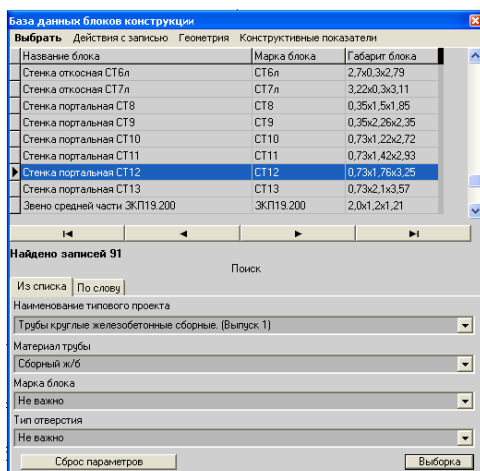 База данных блоков конструкции
Выбрать Действия с записью Геометрия Конструктивные показатели
Название блока Марка блока Габарит блока
Стенка откосная СТ6л СТ6л 2,7x0,3x2,79
Стенка откосная СТ7л СТ7л 3,22x0,3x3,11
Стенка портальная СТ8 СТ8 0,35x1,5x1,85
Стенка портальная СТ9 СТ9 0,35x2,26x2,35
Стенка портальная СТ10 СТ10 0,73x1,22x2,72
Стенка портальная СТ11 СТ11 0,73x1,42x2,93
Стенка портальная СТ12 СТ12 0,73x1,76x3,25
Стенка портальная СТ13 СТ13 0,73x2,1x3,57
Звено средней части ЗКП19.200 ЗКП19.200 2,0x1,2x1,21
Найдено записей 91
Поиск
Из списка По слову
Наименование типового проекта
Трубы круглые железобетонные сборные. (Выпуск 1)
Материал трубы
Сборный ж/б
Марка блока
Не важно
Тип отверстия
Не важно
Сброс параметров Выборка